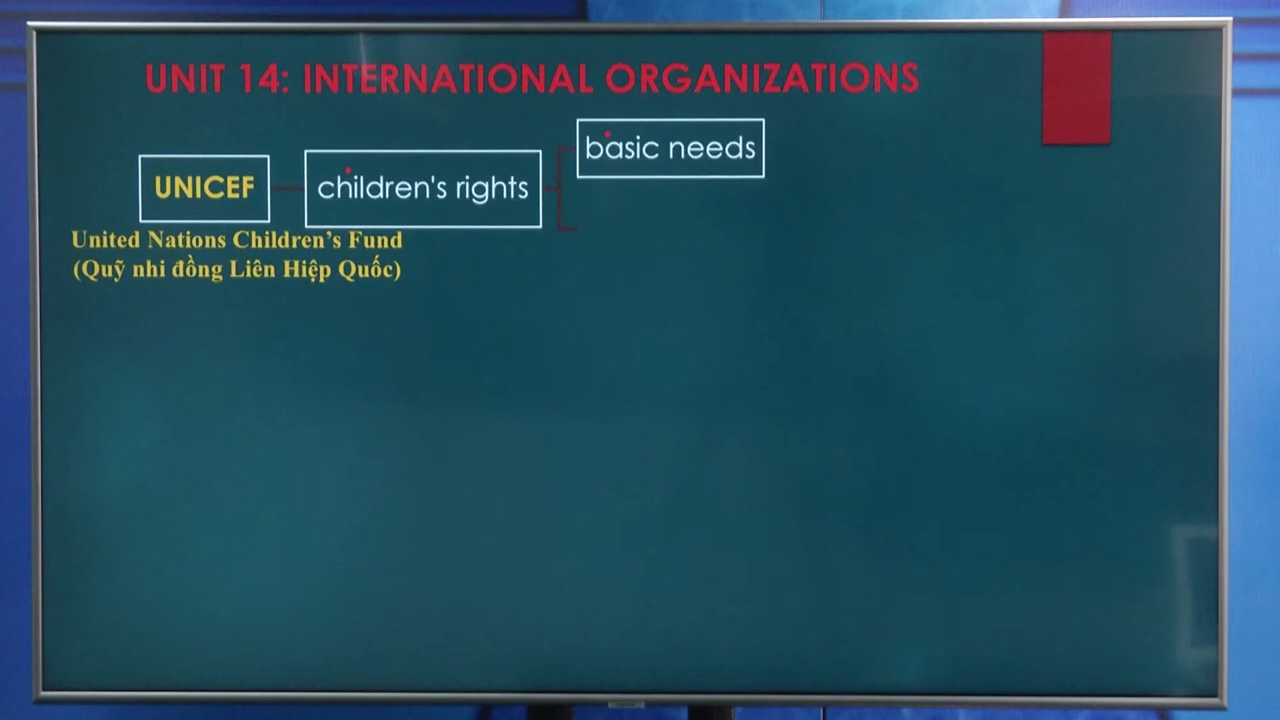 UNIT 14: INTERNATIONAL ORGANIZATIONS
basic needs
UNICEF
children's rights
United Nations Children’s Fund
(Quỹ nhi đồng Liên Hiệp Quốc)